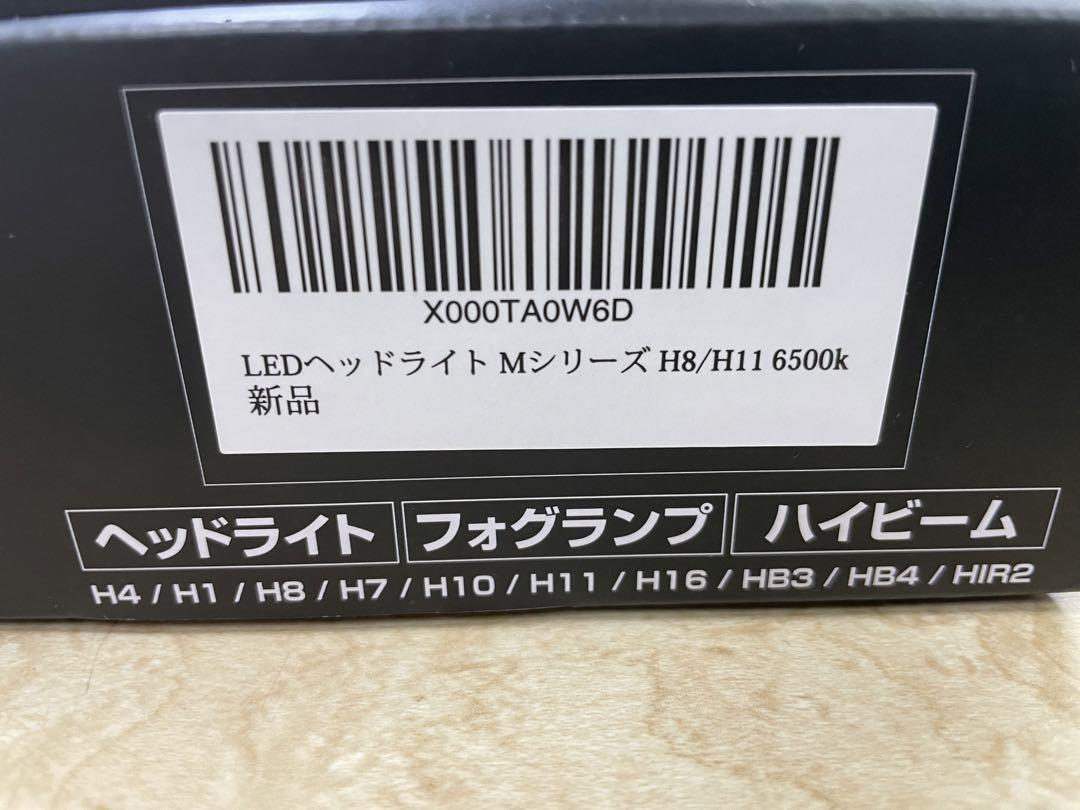 X000TA0W6D
LEDヘッドライト Mシリーズ H8/H11 6500k
新品
ヘッドライト フォグランプ ハイビーム
H4 / H1 / H8 / H7 / H10 / H11 / H16 / HB3 / HB4 / HIR2